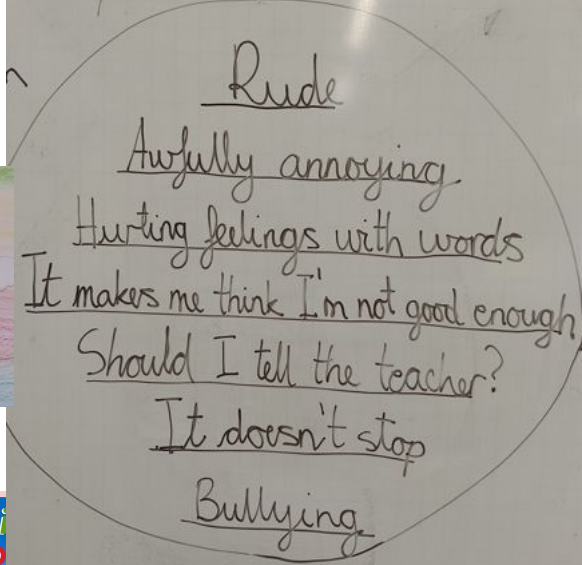 Rude
Awfully annoying
Hurting feelings with words
It makes me think I'm not good enough
Should I tell the teacher?
It doesn't stop
Bullying